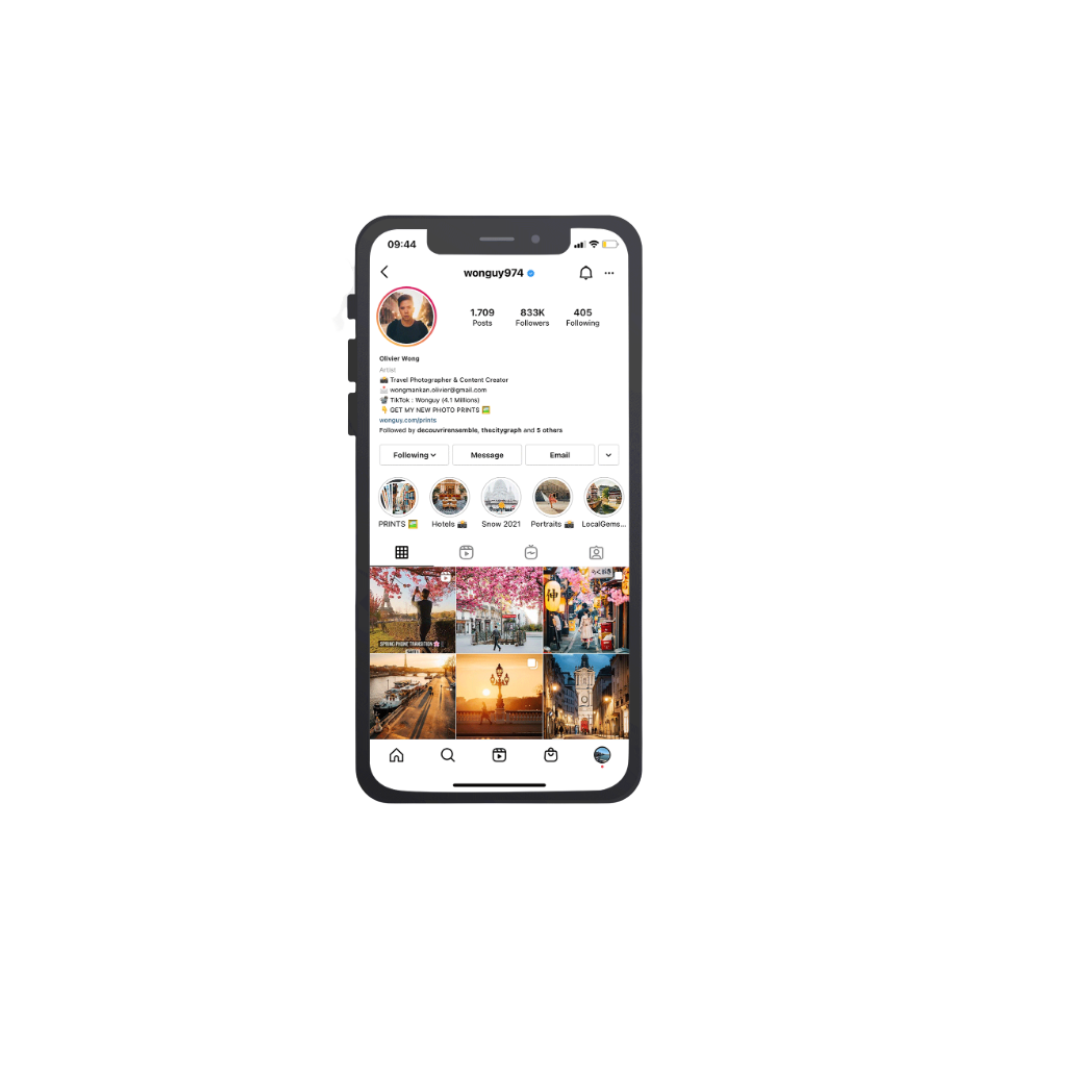 09:44
wonguy974
1.709 833K 405
Posts Followers Following
Olivier Wong
Artist
📸 Travel Photographer & Content Creator
📩 wongmankan.olivier@gmail.com
📽️ TikTok : Wonguy (4.1 Millions)
👇 GET MY NEW PHOTO PRINTS 🖼️
wonguy.com/prints
Followed by decouvrirensemble, thecitygraph and 5 others
Following Message Email
PRINTS 🖼️ Hotels 📸 Snow 2021 Portraits 📸 LocalGems...
SPRING PHONE TRANSITION 🌸